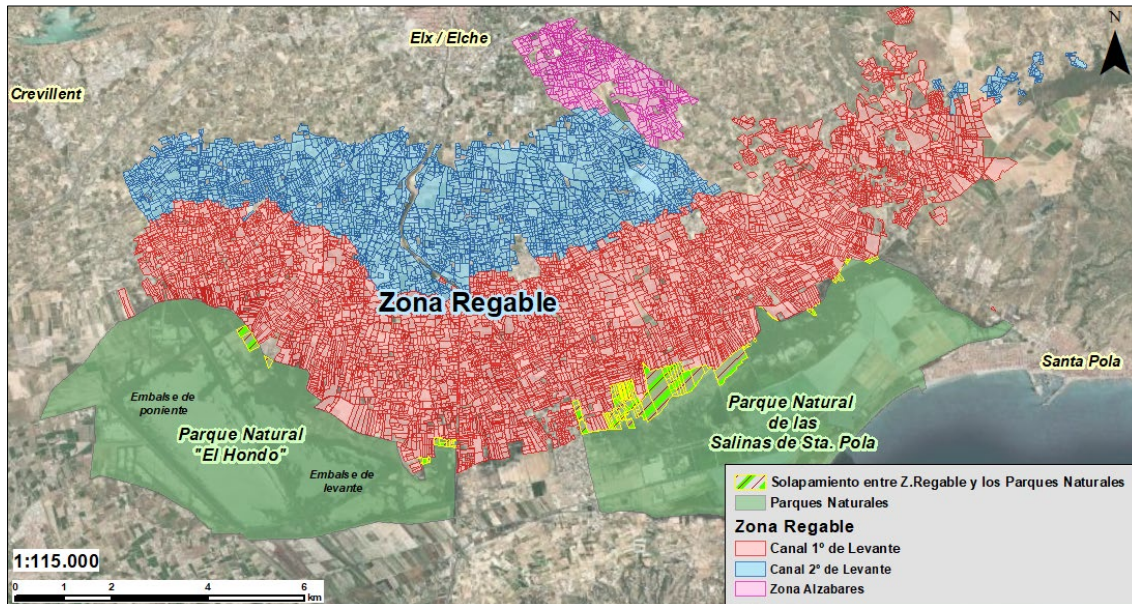 Elx / Elche
N
Crevillent
Zona Regable
Santa Pola
Embalse de
poniente
Parque Natural
"El Hondo"
Embalse de
levante
Parque Natural
de las
Salinas de Sta. Pola
Solapamiento entre Z.Regable y los Parques Naturales
Parques Naturales
Zona Regable
Canal 1º de Levante
Canal 2º de Levante
Zona Alzabares
1:115.000
0 1 2 4 6
km